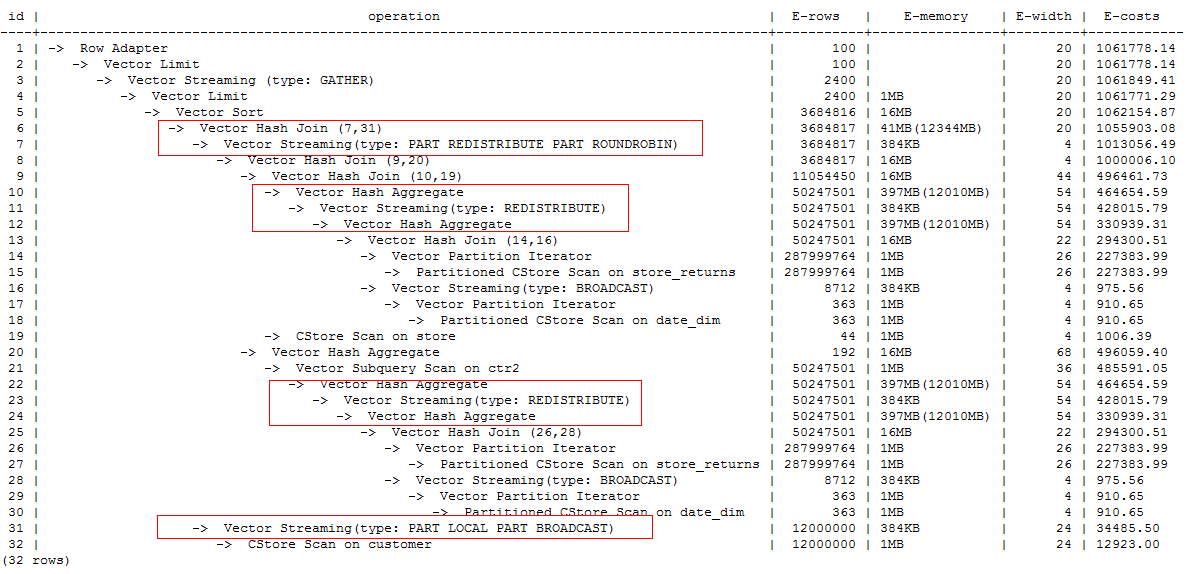 id | operation | E-rows | E-memory | E-width | E-costs
----+----------------------------------------------------------------------------------------------+-----------+--------------+---------+------------
1 | -> Row Adapter | 100 | | 20 | 1061778.14
2 | -> Vector Limit | 100 | | 20 | 1061778.14
3 | -> Vector Streaming (type: GATHER) | 2400 | | 20 | 1061849.41
4 | -> Vector Limit | 2400 | 1MB | 20 | 1061771.29
5 | -> Vector Sort | 3684816 | 16MB | 20 | 1062154.87
6 | -> Vector Hash Join (7,31) | 3684817 | 41MB(12344MB) | 20 | 1055903.08
7 | -> Vector Streaming(type: PART REDISTRIBUTE PART ROUNDROBIN) | 3684817 | 384KB | 4 | 1013056.49
8 | -> Vector Hash Join (9,20) | 3684817 | 16MB | 4 | 1000006.10
9 | -> Vector Hash Join (10,19) | 11054450 | 16MB | 44 | 496461.73
10 | -> Vector Hash Aggregate | 50247501 | 397MB(12010MB) | 54 | 464654.59
11 | -> Vector Streaming(type: REDISTRIBUTE) | 50247501 | 384KB | 54 | 428015.79
12 | -> Vector Hash Aggregate | 50247501 | 397MB(12010MB) | 54 | 330939.31
13 | -> Vector Hash Join (14,16) | 50247501 | 16MB | 22 | 294300.51
14 | -> Vector Partition Iterator | 287999764 | 1MB | 26 | 227383.99
15 | -> Partitioned CStore Scan on store_returns | 287999764 | 1MB | 26 | 227383.99
16 | -> Vector Streaming(type: BROADCAST) | 8712 | 384KB | 4 | 975.56
17 | -> Vector Partition Iterator | 363 | 1MB | 4 | 910.65
18 | -> Partitioned CStore Scan on date_dim | 363 | 1MB | 4 | 910.65
19 | -> CStore Scan on store | 44 | 1MB | 4 | 1006.39
20 | -> Vector Hash Aggregate | 192 | 16MB | 68 | 496059.40
21 | -> Vector Subquery Scan on ctr2 | 50247501 | 1MB | 36 | 485591.05
22 | -> Vector Hash Aggregate | 50247501 | 397MB(12010MB) | 54 | 464654.59
23 | -> Vector Streaming(type: REDISTRIBUTE) | 50247501 | 384KB | 54 | 428015.79
24 | -> Vector Hash Aggregate | 50247501 | 397MB(12010MB) | 54 | 330939.31
25 | -> Vector Hash Join (26,28) | 50247501 | 16MB | 22 | 294300.51
26 | -> Vector Partition Iterator | 287999764 | 1MB | 26 | 227383.99
27 | -> Partitioned CStore Scan on store_returns | 287999764 | 1MB | 26 | 227383.99
28 | -> Vector Streaming(type: BROADCAST) | 8712 | 384KB | 4 | 975.56
29 | -> Vector Partition Iterator | 363 | 1MB | 4 | 910.65
30 | -> Partitioned CStore Scan on date_dim | 363 | 1MB | 4 | 910.65
31 | -> Vector Streaming(type: PART LOCAL PART BROADCAST) | 12000000 | 384KB | 24 | 34485.50
32 | -> CStore Scan on customer | 12000000 | 1MB | 24 | 12923.00
(32 rows)